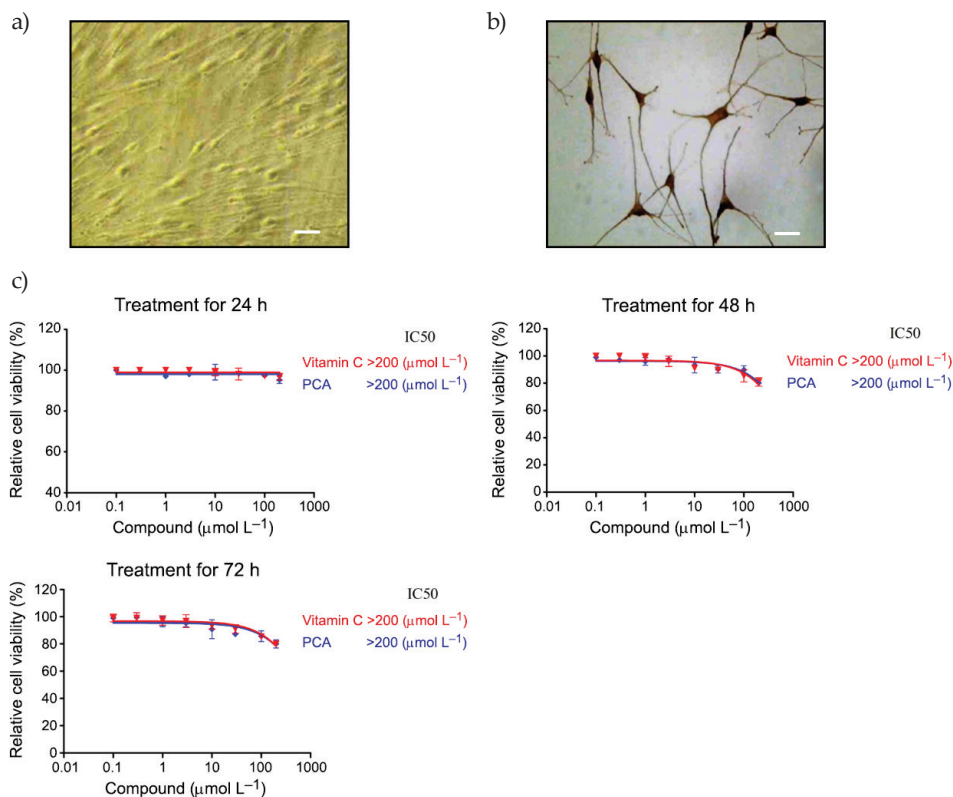 a)
b)
c)
Treatment for 24 h
Relative cell viability (%)
120
100
80
60
40
0.01 0.1 1 10 100 1000
Compound (μmol L⁻¹)
IC50
Vitamin C >200 (μmol L⁻¹)
PCA >200 (μmol L⁻¹)
Treatment for 48 h
Relative cell viability (%)
120
100
80
60
40
20
0
0.01 0.1 1 10 100 1000
Compound (μmol L⁻¹)
IC50
Vitamin C >200 (μmol L⁻¹)
PCA >200 (μmol L⁻¹)
Treatment for 72 h
Relative cell viability (%)
120
100
80
60
40
20
0
0.01 0.1 1 10 100 1000
Compound (μmol L⁻¹)
IC50
Vitamin C >200 (μmol L⁻¹)
PCA >200 (μmol L⁻¹)